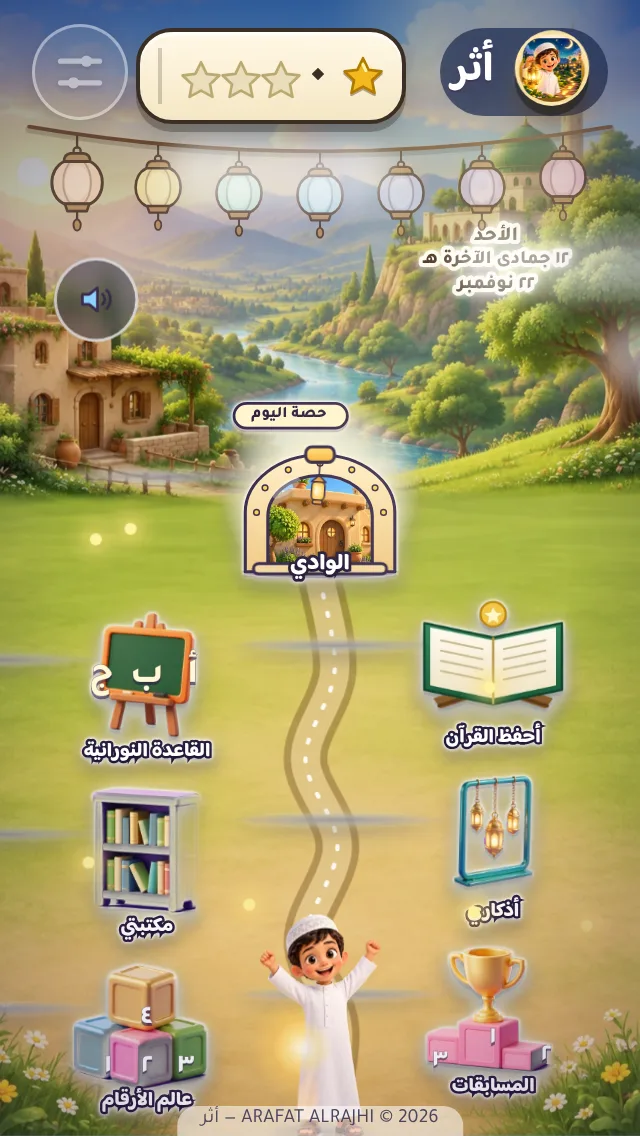 أثر
الأحد
١٢ جمادى الآخرة هـ
٢٢ نوفمبر
حصة اليوم
الوادي
أحفظ القرآن
أ ب ج
القاعدة النورانية
أذكاري
مكتبتي
١ ٢ ٣
المسابقات
٤
١ ٢ ٣
عالم الأرقام
أثر – ARAFAT ALRAJHI © 2026